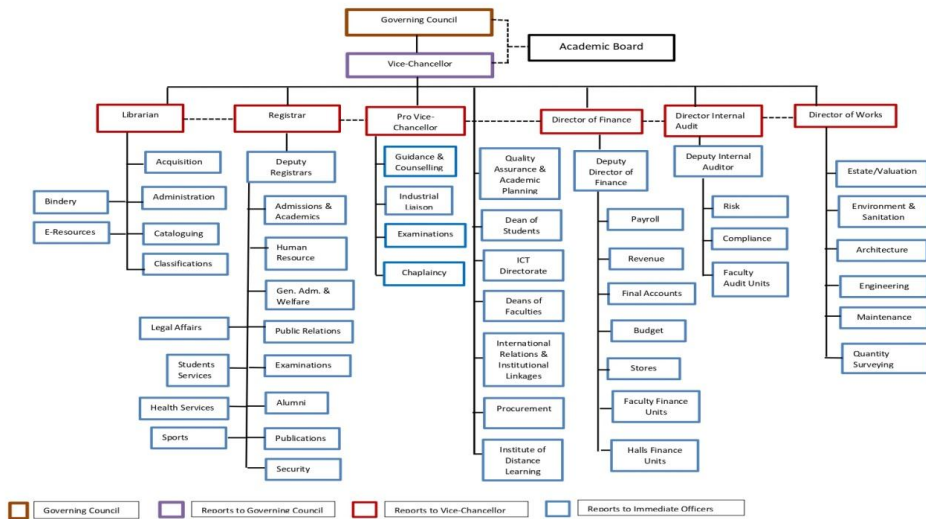 Governing Council
Academic Board
Vice-Chancellor
Librarian
Registrar
Pro Vice-
Chancellor
Director of Finance
Director Internal
Audit
Director of Works
Acquisition
Bindery
Administration
E-Resources
Cataloguing
Classifications
Deputy
Registrars
Admissions &
Academics
Human
Resource
Gen. Adm. &
Welfare
Legal Affairs
Public Relations
Students
Services
Examinations
Health Services
Alumni
Sports
Publications
Security
Guidance &
Counselling
Industrial
Liaison
Examinations
Chaplaincy
Quality
Assurance &
Academic
Planning
Dean of
Students
ICT
Directorate
Deans of
Faculties
International
Relations &
Institutional
Linkages
Procurement
Institute of
Distance
Learning
Deputy
Director of
Finance
Payroll
Revenue
Final Accounts
Budget
Stores
Faculty Finance
Units
Halls Finance
Units
Deputy Internal
Auditor
Risk
Compliance
Faculty
Audit Units
Estate/Valuation
Environment &
Sanitation
Architecture
Engineering
Maintenance
Quantity
Surveying
Governing Council
Reports to Governing Council
Reports to Vice-Chancellor
Reports to Immediate Officers